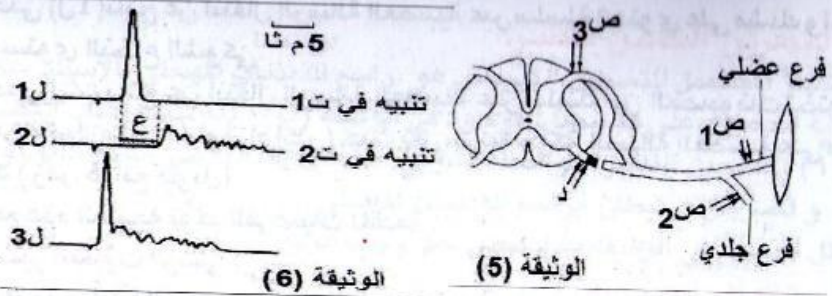 5 م ثا
ل1
تنبيه في ت1
ع
ل2
تنبيه في ت2
ل3
الوثيقة (6)
ص3
فرع عضلي
ص1
د
ص2
فرع جلدي
الوثيقة (5)